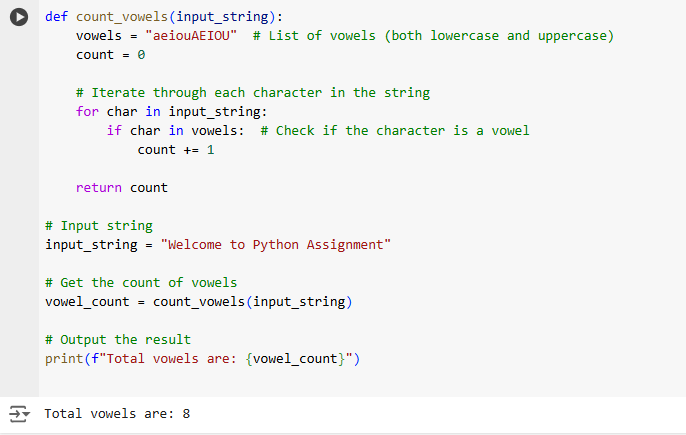 def count_vowels(input_string):
    vowels = "aeiouAEIOU"  # List of vowels (both lowercase and uppercase)
    count = 0

    # Iterate through each character in the string
    for char in input_string:
        if char in vowels:  # Check if the character is a vowel
            count += 1

    return count

# Input string
input_string = "Welcome to Python Assignment"

# Get the count of vowels
vowel_count = count_vowels(input_string)

# Output the result
print(f"Total vowels are: {vowel_count}")

Total vowels are: 8